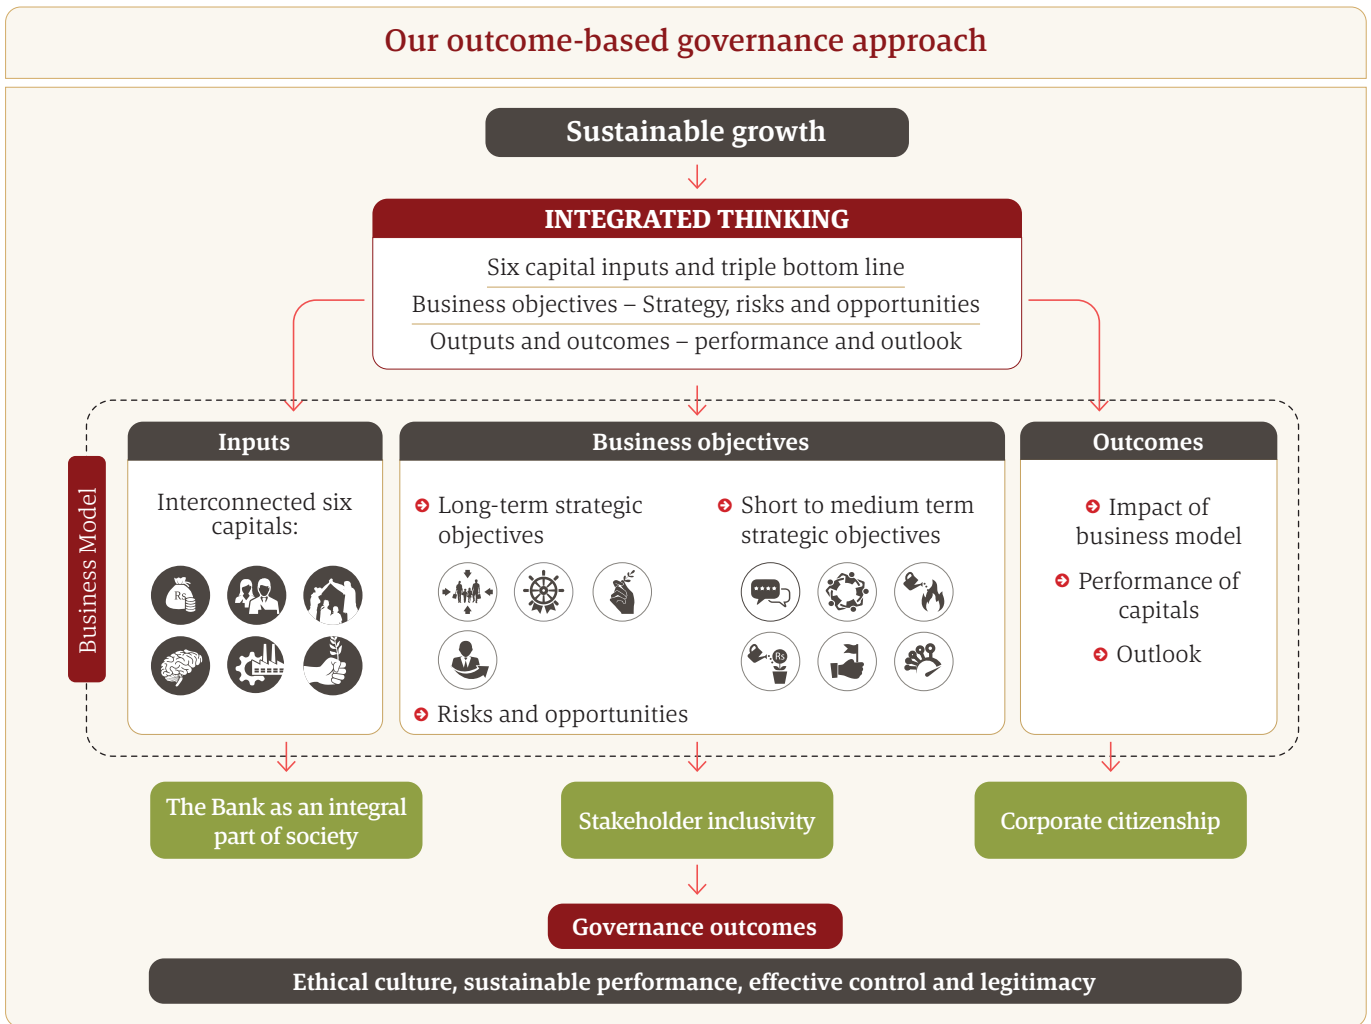 Our outcome-based governance approach
Sustainable growth
INTEGRATED THINKING
Six capital inputs and triple bottom line
Business objectives – Strategy, risks and opportunities
Outputs and outcomes – performance and outlook
Business Model
Inputs
Interconnected six
capitals:
Rs
Business objectives
Long-term strategic
objectives
Short to medium term
strategic objectives
Rs
Risks and opportunities
Outcomes
Impact of
business model
Performance of
capitals
Outlook
The Bank as an integral
part of society
Stakeholder inclusivity
Corporate citizenship
Governance outcomes
Ethical culture, sustainable performance, effective control and legitimacy